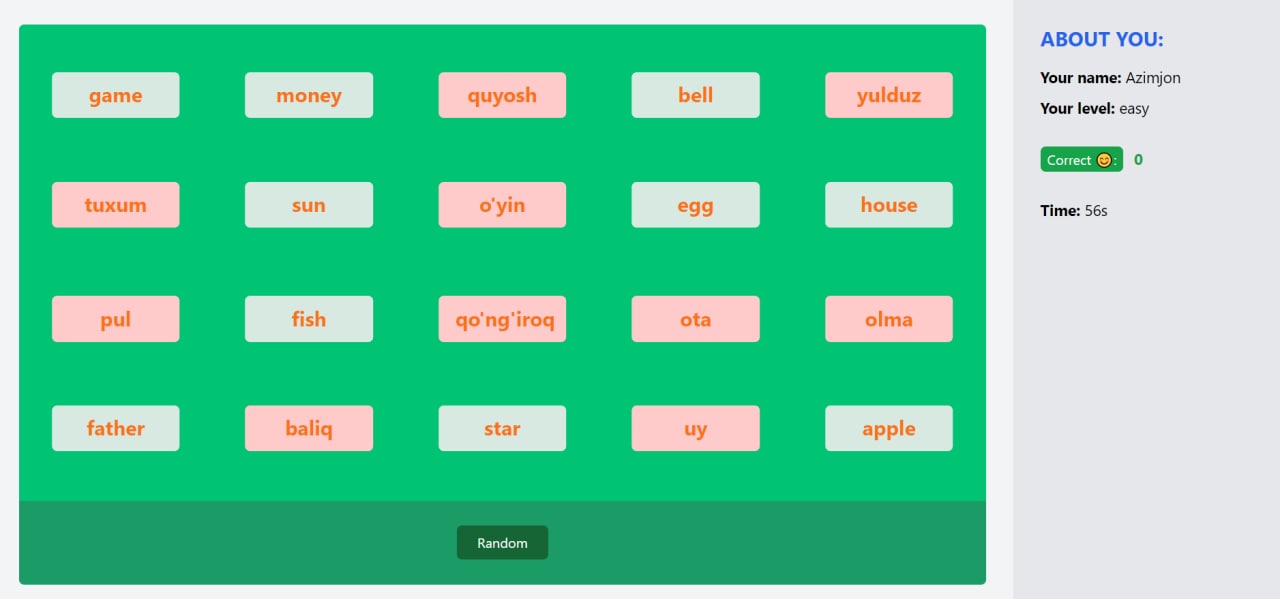 game money quyosh bell yulduz
tuxum sun o'yin egg house
pul fish qo'ng'iroq ota olma
father baliq star uy apple
Random
ABOUT YOU:
Your name: Azimjon
Your level: easy
Correct 😊: 0
Time: 56s